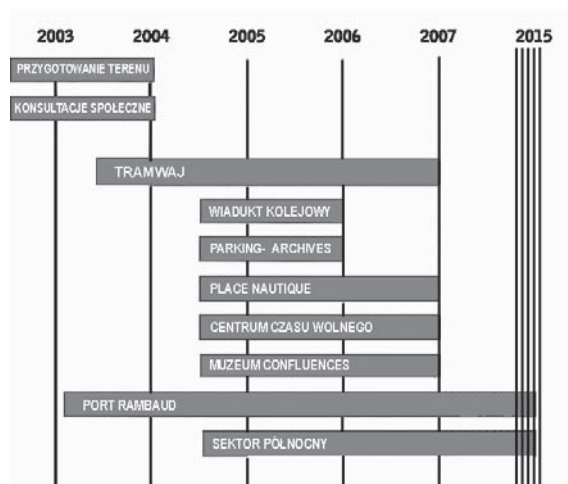 2003 2004 2005 2006 2007 2015
PRZYGOTOWANIE TERENU
KONSULTACJE SPOŁECZNE
TRAMWAJ
WIADUKT KOLEJOWY
PARKING- ARCHIVES
PLACE NAUTIQUE
CENTRUM CZASU WOLNEGO
MUZEUM CONFLUENCES
PORT RAMBAUD
SEKTOR PÓŁNOCNY